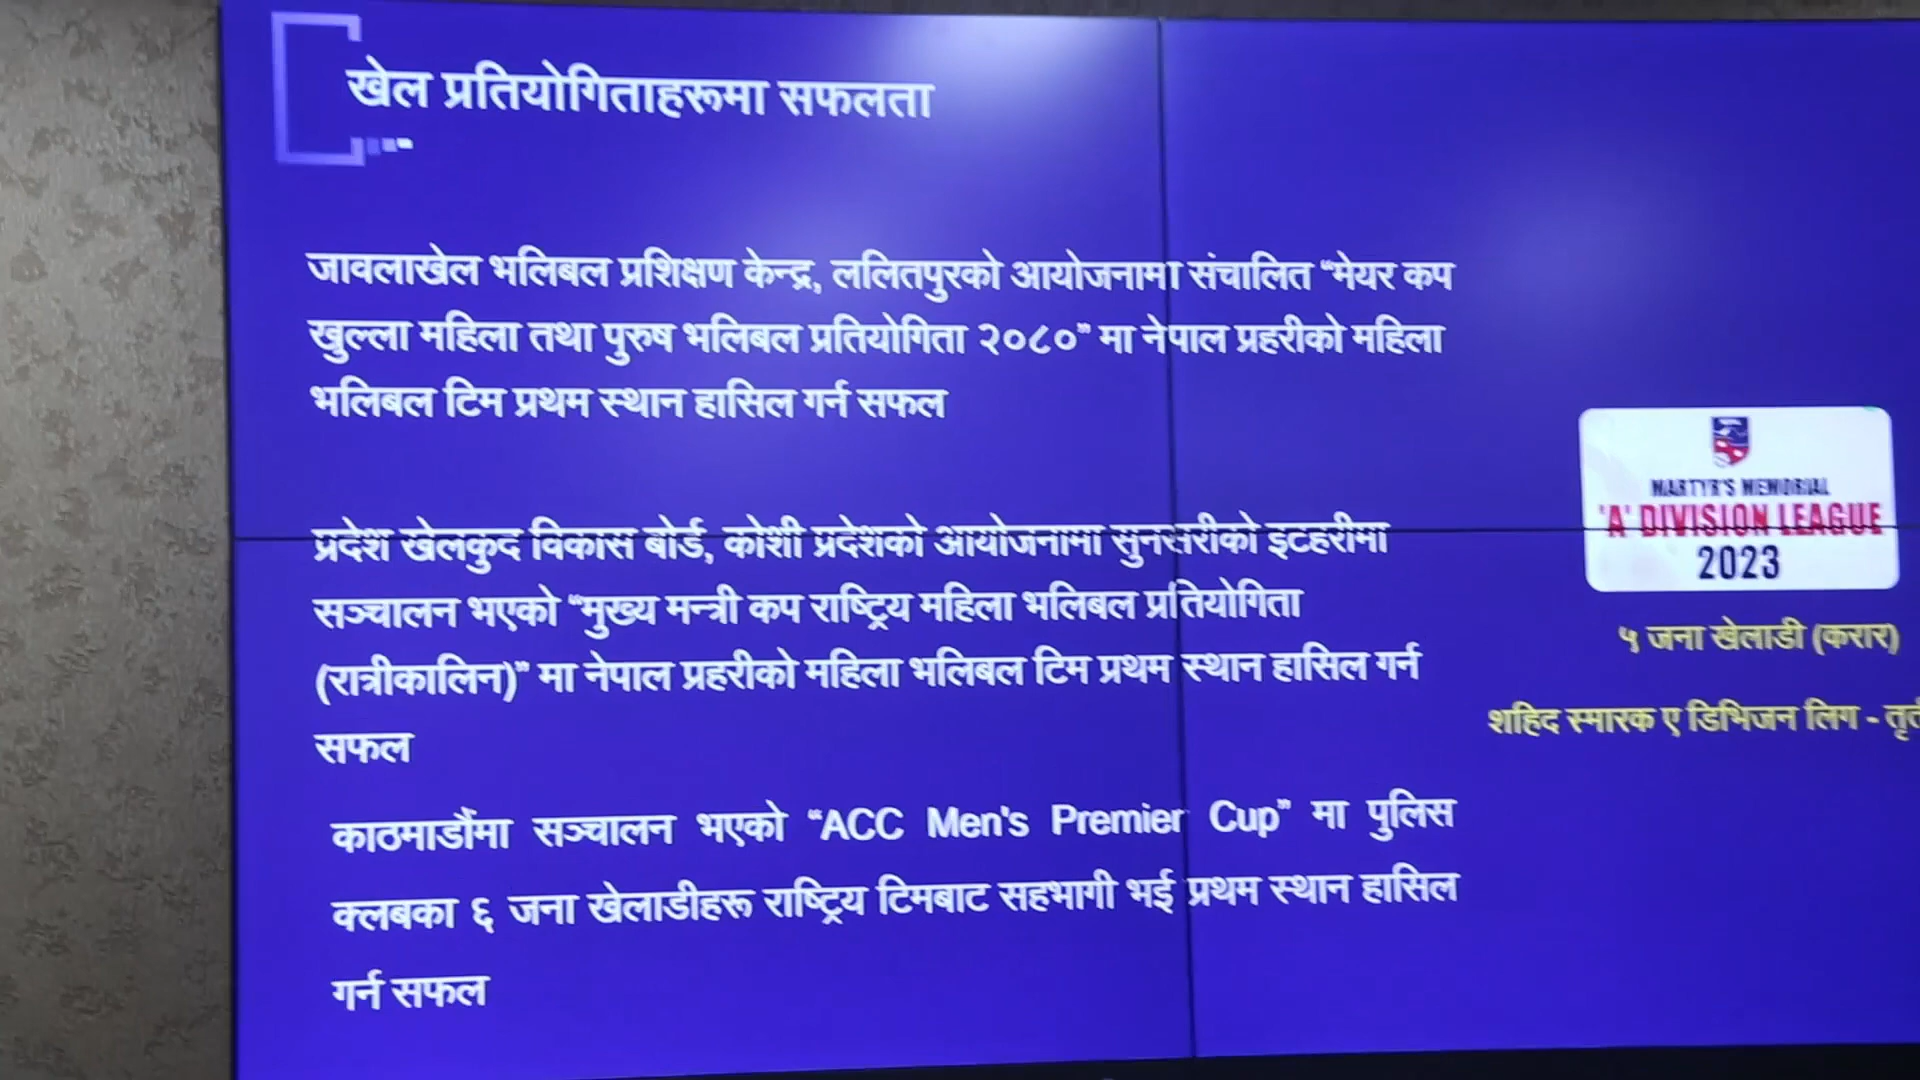 खेल प्रतियोगिताहरूमा सफलता
जावलाखेल भलिबल प्रशिक्षण केन्द्र, ललितपुरको आयोजनामा संचालित “मेयर कप
खुल्ला महिला तथा पुरुष भलिबल प्रतियोगिता २०८०” मा नेपाल प्रहरीको महिला
भलिबल टिम प्रथम स्थान हासिल गर्न सफल
प्रदेश खेलकुद विकास बोर्ड, कोशी प्रदेशको आयोजनामा सुनसरीको इटहरीमा
सञ्चालन भएको “मुख्य मन्त्री कप राष्ट्रिय महिला भलिबल प्रतियोगिता
(रात्रीकालिन)” मा नेपाल प्रहरीको महिला भलिबल टिम प्रथम स्थान हासिल गर्न
सफल
काठमाडौंमा सञ्चालन भएको “ACC Men's Premier Cup” मा पुलिस
क्लबका ६ जना खेलाडीहरू राष्ट्रिय टिमबाट सहभागी भई प्रथम स्थान हासिल
गर्न सफल
MARTYR'S MEMORIAL
'A' DIVISION LEAGUE
2023
५ जना खेलाडी (करार)
शहिद स्मारक ए डिभिजन लिग -